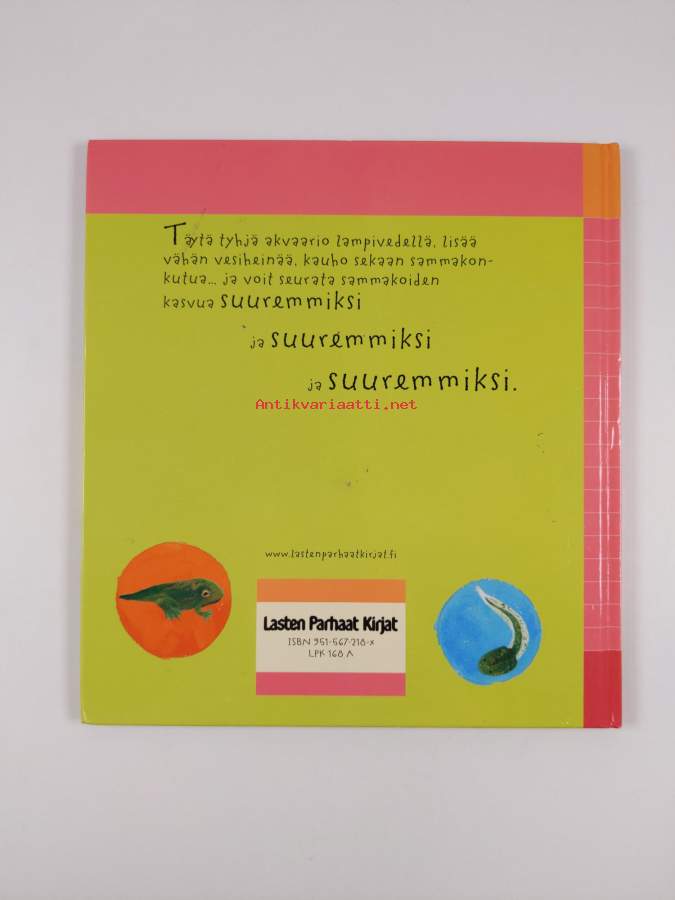 Täytä tyhjä akvaario lampivedellä, lisää
vähän vesiheinää, kauho sekaan sammakon-
kutua... ja voit seurata sammakoiden
kasvua suuremmiksi
ja suuremmiksi
ja suuremmiksi.
Antikvariaatti.net
www.lastenparhaatkirjat.fi
Lasten Parhaat Kirjat
ISBN 951-567-218-x
LPK 168 A